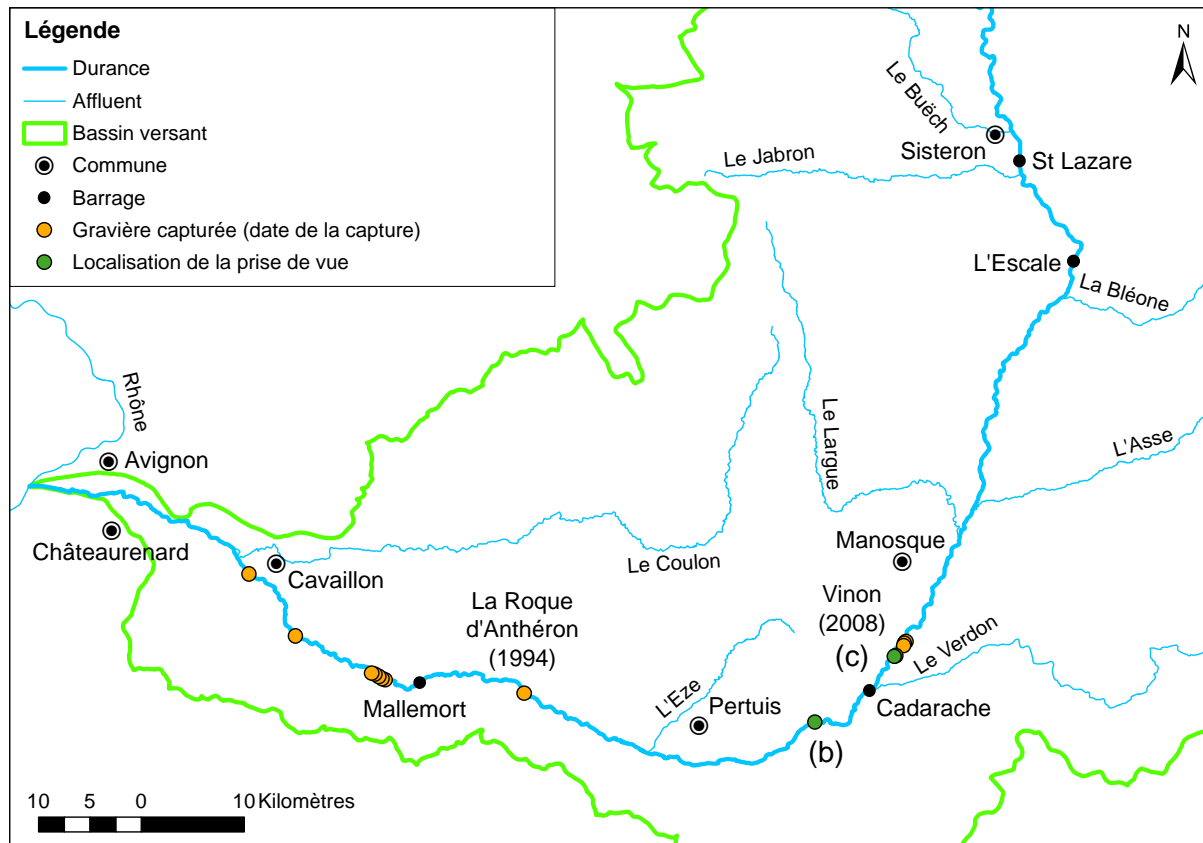 Légende
Durance
Affluent
Bassin versant
Commune
Barrage
Gravière capturée (date de la capture)
Localisation de la prise de vue
N
Le Buëch
Sisteron
St Lazare
Le Jabron
L'Escale
La Bléone
Rhône
Avignon
Le Largue
L'Asse
Châteaurenard
Cavaillon
Le Coulon
Manosque
Vinon
(2008)
La Roque
d'Anthéron
(1994)
(c)
Le Verdon
L'Eze
Pertuis
Mallemort
Cadarache
(b)
10 5 0 10 Kilomètres